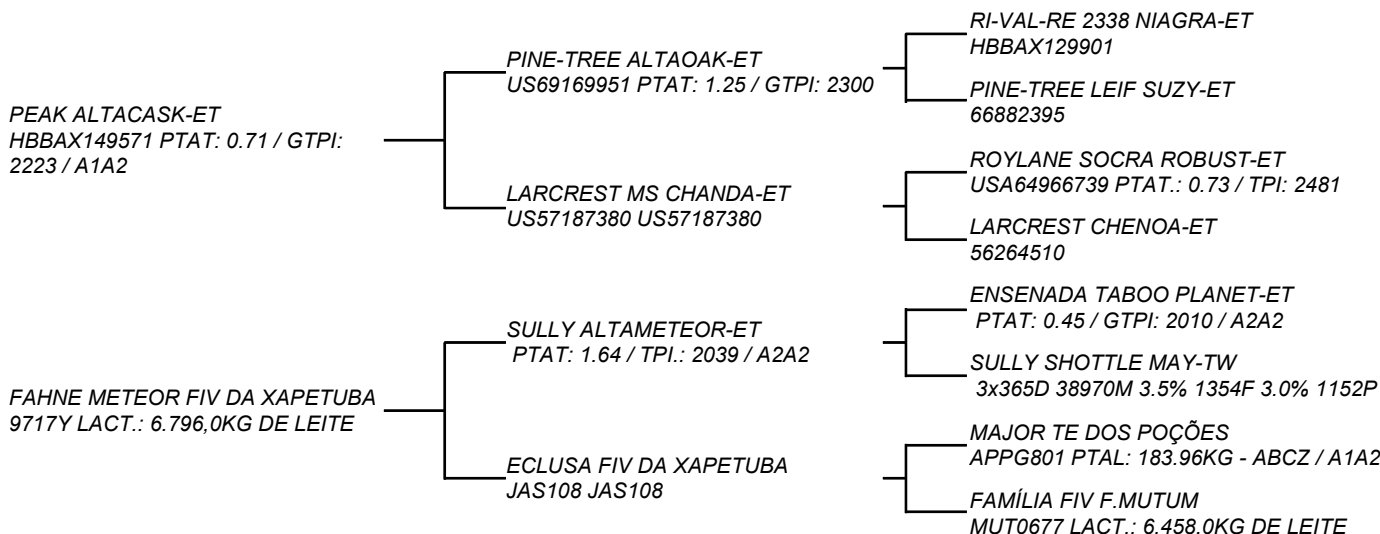 PEAK ALTACASK-ET
HBBAX149571 PTAT: 0.71 / GTPI:
2223 / A1A2
FAHNE METEOR FIV DA XAPETUBA
9717Y LACT.: 6.796,0KG DE LEITE
PINE-TREE ALTAOAK-ET
US69169951 PTAT: 1.25 / GTPI: 2300
LARCREST MS CHANDA-ET
US57187380 US57187380
SULLY ALTAMETEOR-ET
PTAT: 1.64 / TPI.: 2039 / A2A2
ECLUSA FIV DA XAPETUBA
JAS108 JAS108
RI-VAL-RE 2338 NIAGRA-ET
HBBAX129901
PINE-TREE LEIF SUZY-ET
66882395
ROYLANE SOCRA ROBUST-ET
USA64966739 PTAT.: 0.73 / TPI: 2481
LARCREST CHENOA-ET
56264510
ENSENADA TABOO PLANET-ET
PTAT: 0.45 / GTPI: 2010 / A2A2
SULLY SHOTTLE MAY-TW
3x365D 38970M 3.5% 1354F 3.0% 1152P
MAJOR TE DOS POÇÕES
APPG801 PTAL: 183.96KG - ABCZ / A1A2
FAMÍLIA FIV F.MUTUM
MUT0677 LACT.: 6.458.0KG DE LEITE